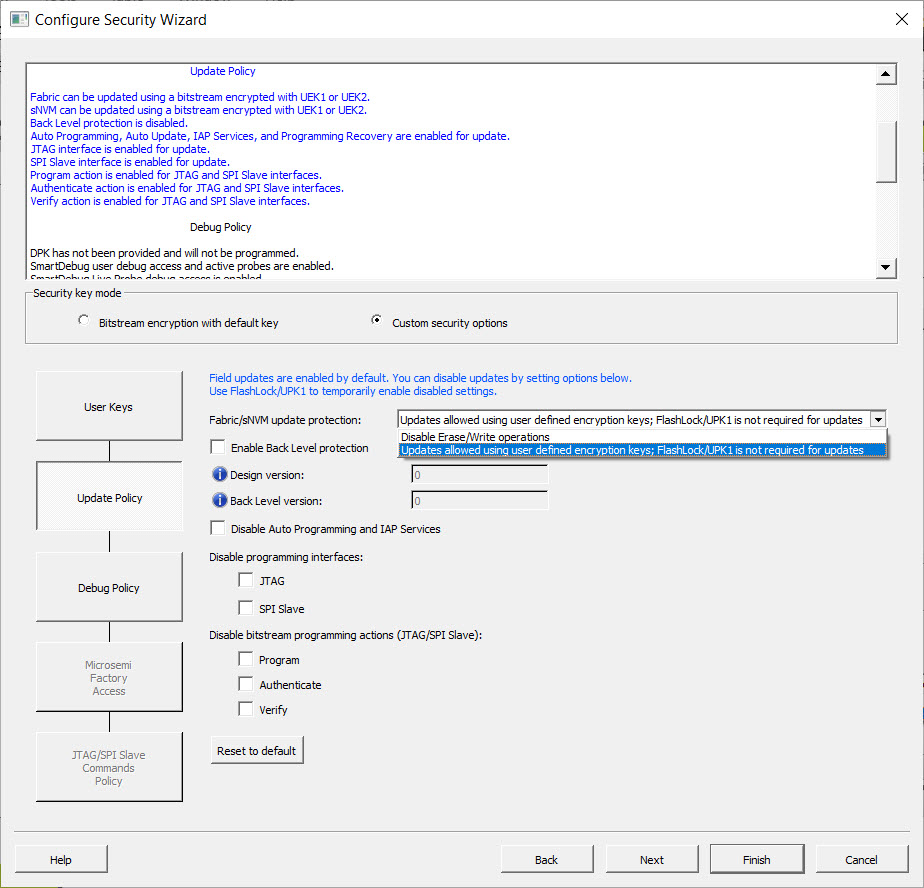 Configure Security Wizard
Update Policy
Fabric can be updated using a bitstream encrypted with UEK1 or UEK2.
sNVM can be updated using a bitstream encrypted with UEK1 or UEK2.
Back Level protection is disabled.
Auto Programming, Auto Update, IAP Services, and Programming Recovery are enabled for update.
JTAG interface is enabled for update.
SPI Slave interface is enabled for update.
Program action is enabled for JTAG and SPI Slave interfaces.
Authenticate action is enabled for JTAG and SPI Slave interfaces.
Verify action is enabled for JTAG and SPI Slave interfaces.
Debug Policy
DPK has not been provided and will not be programmed.
SmartDebug user debug access and active probes are enabled.
SmartDebug Live Probe debug access is enabled
Security key mode
Bitstream encryption with default key
Custom security options
User Keys
Update Policy
Debug Policy
Microsemi
Factory
Access
JTAG/SPI Slave
Commands
Policy
Field updates are enabled by default. You can disable updates by setting options below.
Use FlashLock/UPK1 to temporarily enable disabled settings.
Fabric/sNVM update protection:
Updates allowed using user defined encryption keys; FlashLock/UPK1 is not required for updates
Disable Erase/Write operations
Updates allowed using user defined encryption keys; FlashLock/UPK1 is not required for updates
Enable Back Level protection
Design version:
0
Back Level version:
0
Disable Auto Programming and IAP Services
Disable programming interfaces:
JTAG
SPI Slave
Disable bitstream programming actions (JTAG/SPI Slave):
Program
Authenticate
Verify
Reset to default
Help
Back
Next
Finish
Cancel